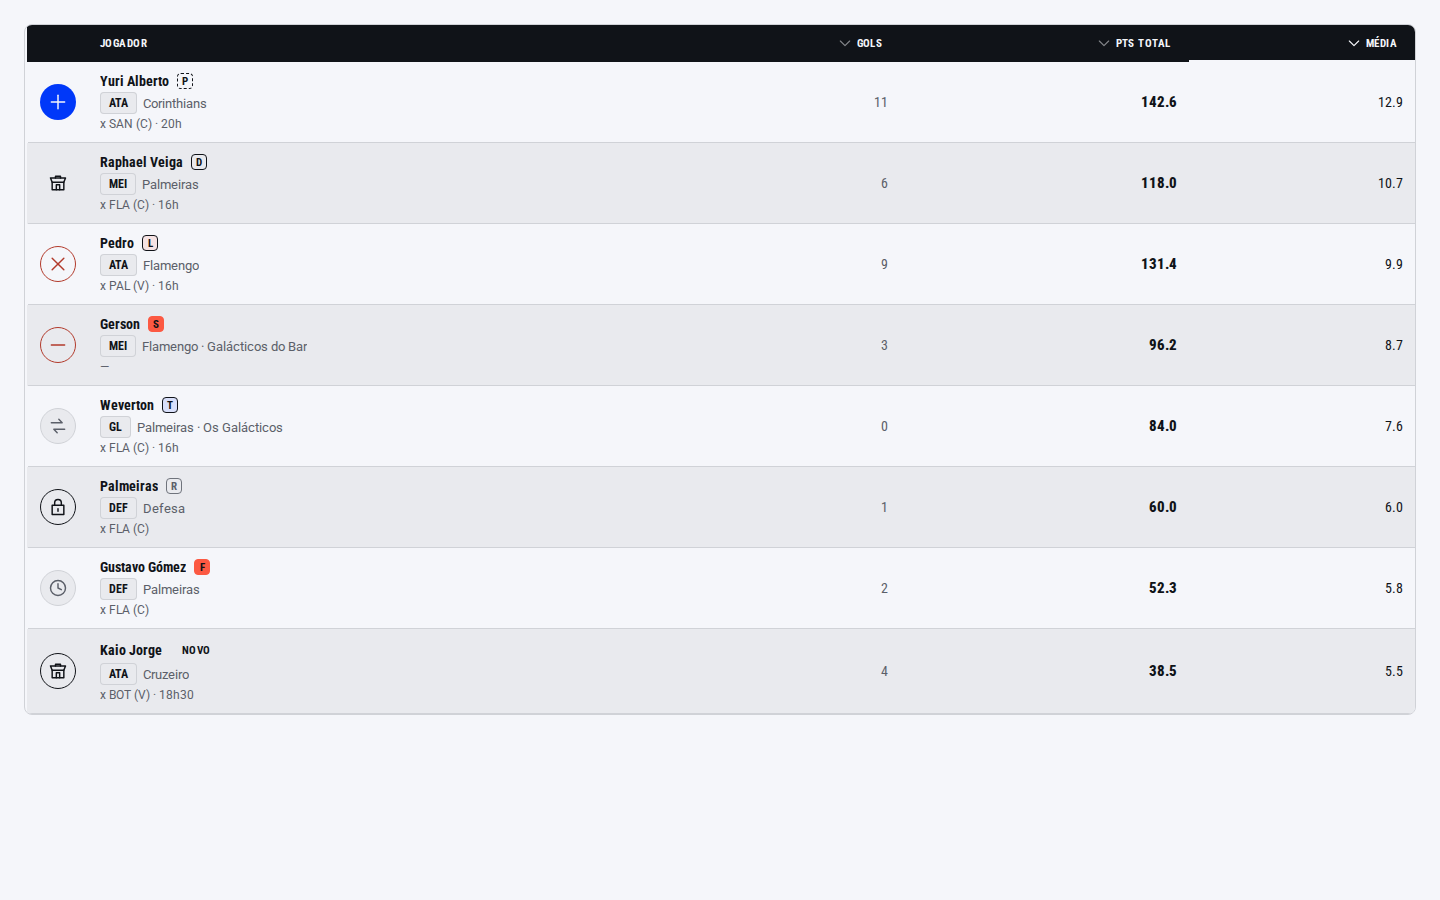 JOGADOR GOLS PTS TOTAL MÉDIA
Yuri Alberto P
ATA Corinthians 11 142.6 12.9
x SAN (C) · 20h
Raphael Veiga D
MEI Palmeiras 6 118.0 10.7
x FLA (C) · 16h
Pedro L
ATA Flamengo 9 131.4 9.9
x PAL (V) · 16h
Gerson S
MEI Flamengo · Galácticos do Bar 3 96.2 8.7
—
Weverton T
GL Palmeiras · Os Galácticos 0 84.0 7.6
x FLA (C) · 16h
Palmeiras R
DEF Defesa 1 60.0 6.0
x FLA (C)
Gustavo Gómez F
DEF Palmeiras 2 52.3 5.8
x FLA (C)
Kaio Jorge NOVO
ATA Cruzeiro 4 38.5 5.5
x BOT (V) · 18h30